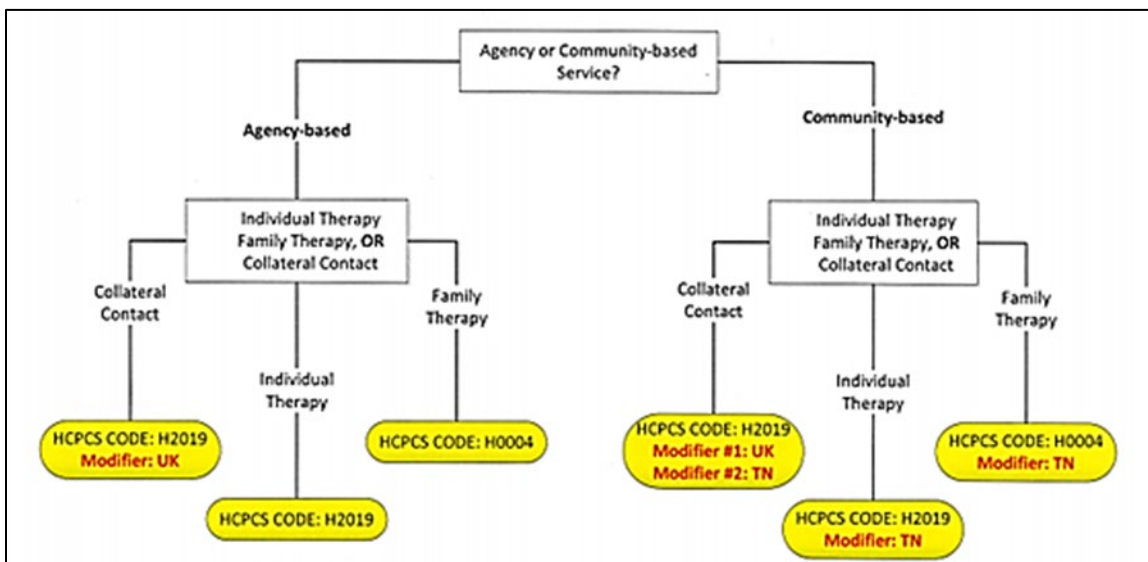 Agency or Community-based
Service?
Agency-based
Community-based
Individual Therapy
Family Therapy, OR
Collateral Contact
Individual Therapy
Family Therapy, OR
Collateral Contact
Collateral
Contact
Family
Therapy
Individual
Therapy
Collateral
Contact
Family
Therapy
Individual
Therapy
HCPCS CODE: H2019
Modifier: UK
HCPCS CODE: H0004
HCPCS CODE: H2019
HCPCS CODE: H2019
Modifier #1: UK
Modifier #2: TN
HCPCS CODE: H0004
Modifier: TN
HCPCS CODE: H2019
Modifier: TN